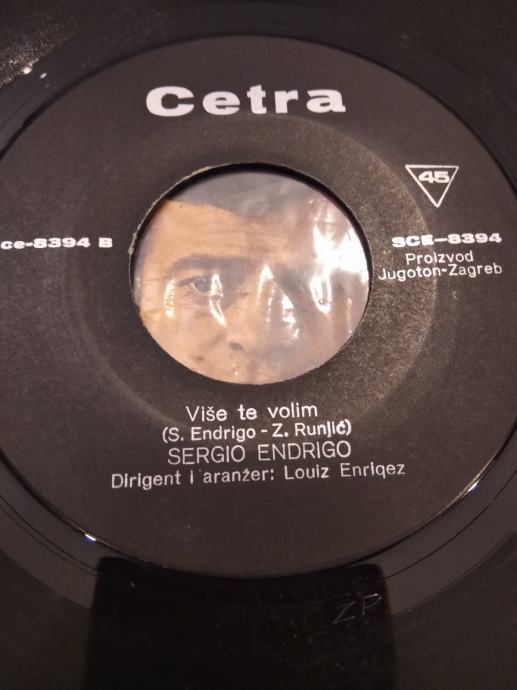 Cetra
45
ce-8394 B
SCE-8394
Proizvod
Jugoton-Zagreb
Više te volim
(S. Endrigo - Z. Runjić)
SERGIO ENDRIGO
Dirigent i aranžer: Louiz Enriqez
ZP